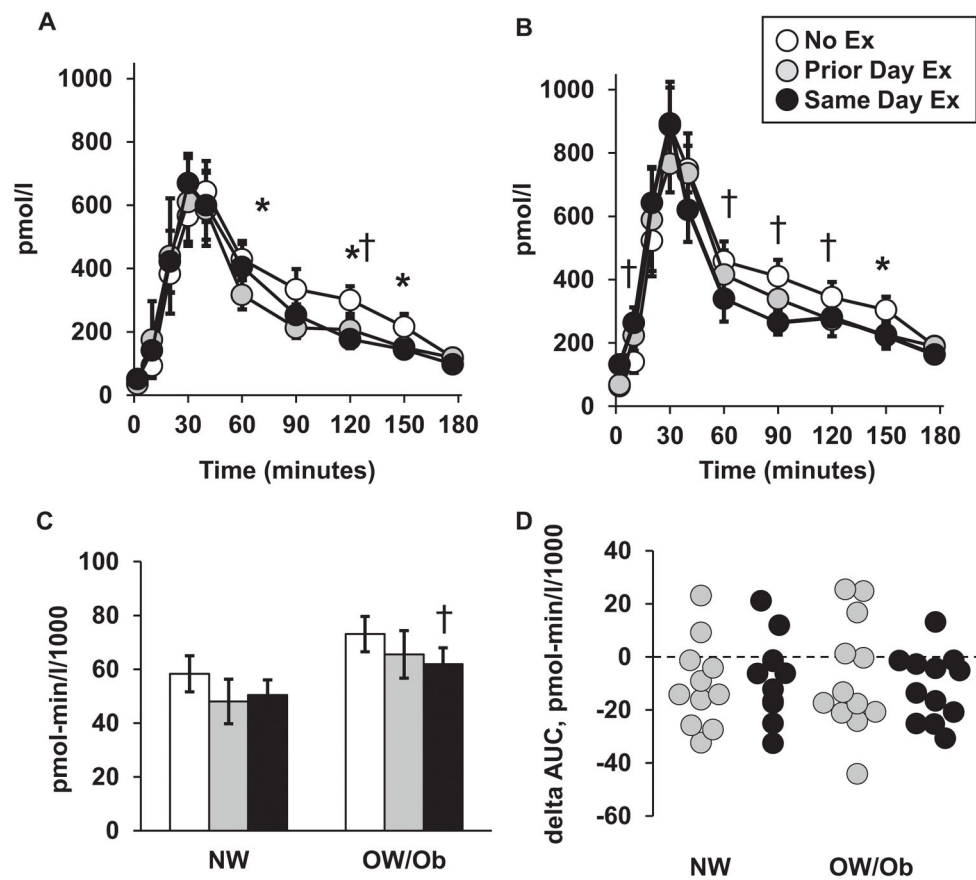 A
B
No Ex
Prior Day Ex
Same Day Ex
pmol/l
1000
800
600
400
200
0
*
*†
*
0 30 60 90 120 150 180
Time (minutes)
pmol/l
1000
800
600
400
200
0
†
†
†
†
*
0 30 60 90 120 150 180
Time (minutes)
C
pmol-min/l/1000
100
80
60
40
20
0
†
NW OW/Ob
D
delta AUC, pmol-min/l/1000
40
20
0
-20
-40
-60
NW OW/Ob